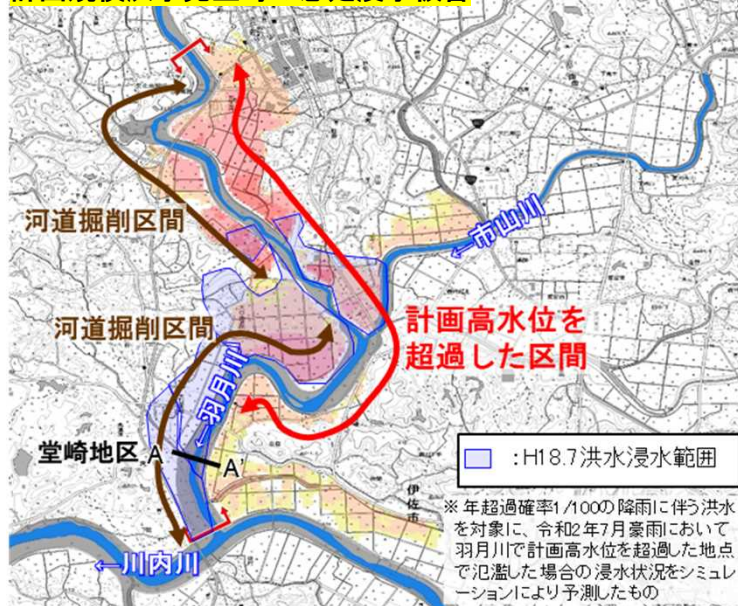 河道掘削区間
←市山川
河道掘削区間
計画高水位を
超過した区間
←羽月川
堂崎地区 A
A'
:H18.7洪水浸水範囲
伊佐市
←川内川
※年超過確率1/100の降雨に伴う洪水
を対象に、令和2年7月豪雨において
羽月川で計画高水位を超過した地点
で氾濫した場合の浸水状況をシミュレ
ーションにより予測したもの